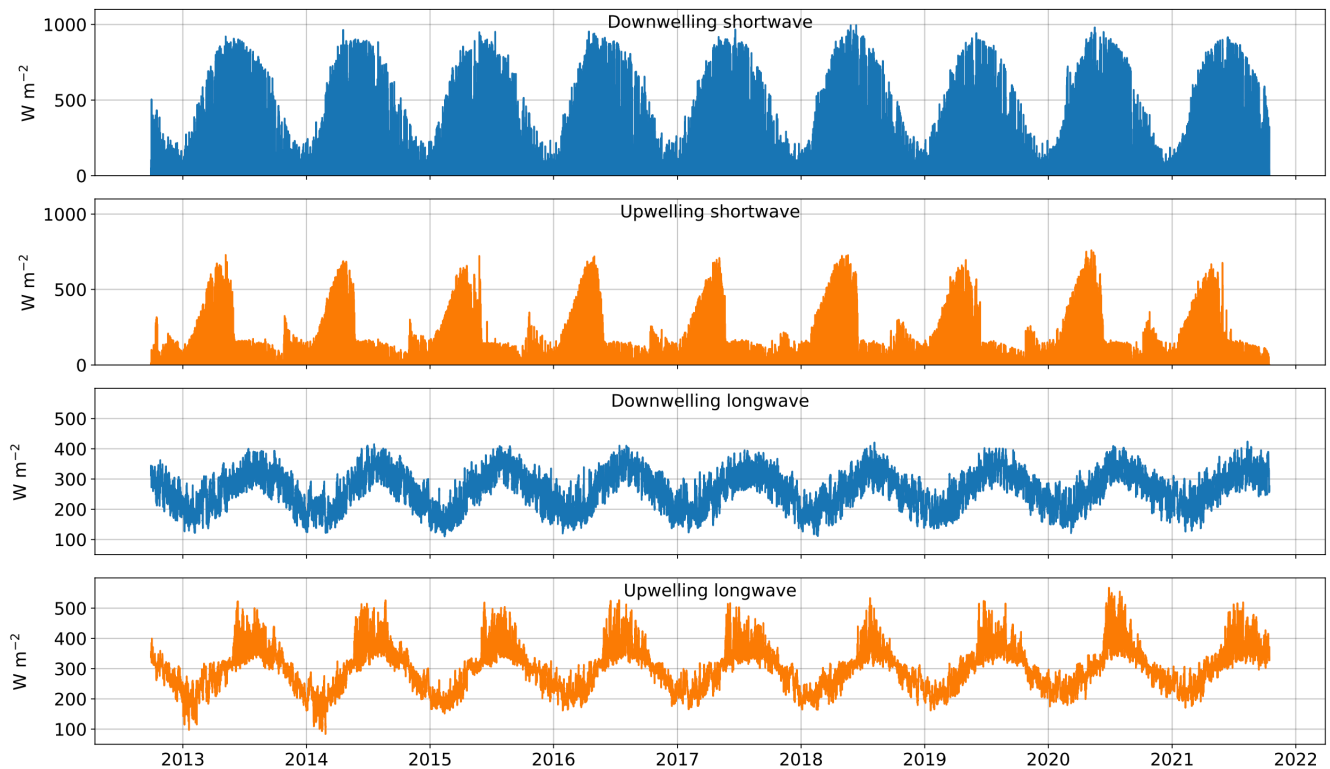 Downwelling shortwave
1000
500
0
W m⁻²
Upwelling shortwave
1000
500
0
W m⁻²
Downwelling longwave
500
400
300
200
100
W m⁻²
Upwelling longwave
500
400
300
200
100
W m⁻²
2013 2014 2015 2016 2017 2018 2019 2020 2021 2022